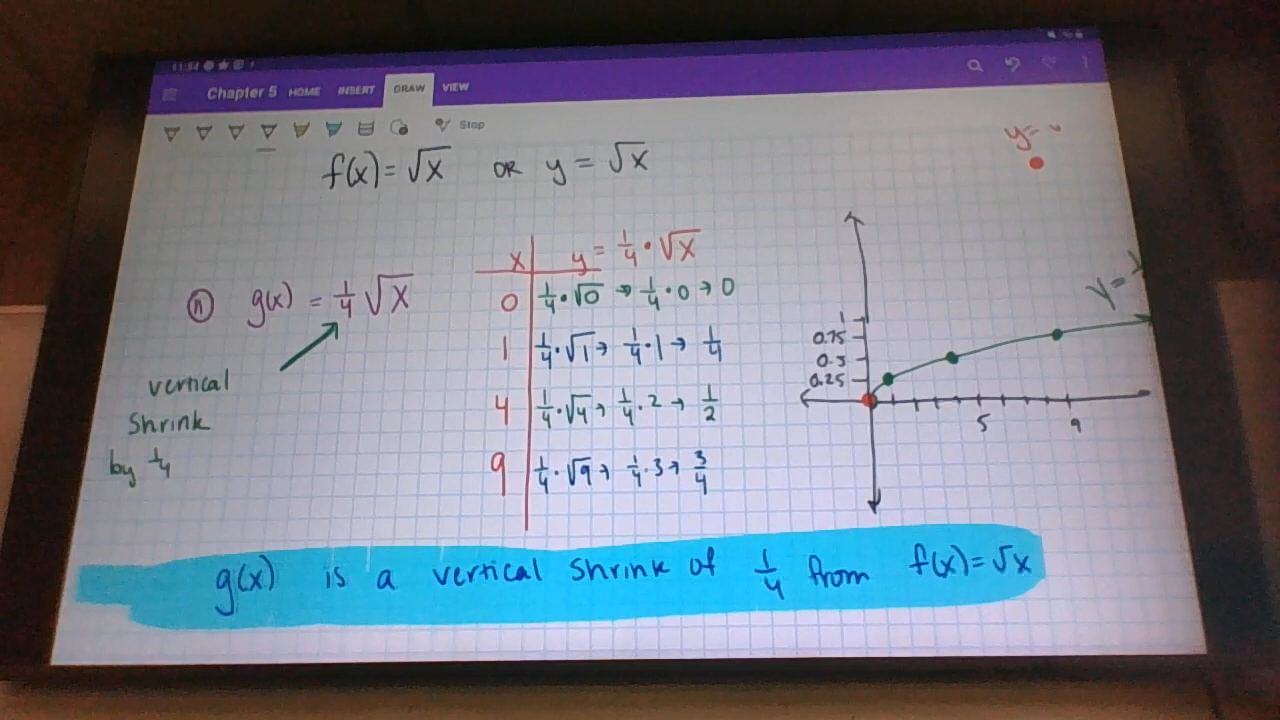 11:54
Chapter 5 HOME INSERT DRAW VIEW
Stop
f(x) = √x OR y = √x
y =
x | y = 1/4 • √x
n g(x) = 1/4 √x
0 | 1/4 • √0 → 1/4 • 0 → 0
1 | 1/4 • √1 → 1/4 • 1 → 1/4
4 | 1/4 • √4 → 1/4 • 2 → 1/2
9 | 1/4 • √9 → 1/4 • 3 → 3/4
vertical
shrink
by 1/4
y =
1
0.75
0.5
0.25
5 9
g(x) is a vertical shrink of 1/4 from f(x) = √x